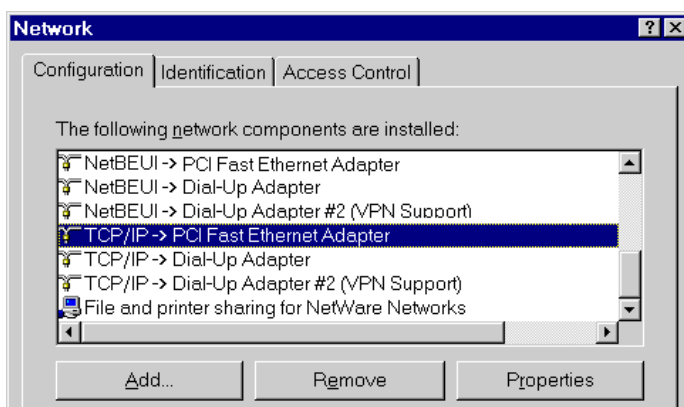 Network
Configuration Identification Access Control
The following network components are installed:
NetBEUI -> PCI Fast Ethernet Adapter
NetBEUI -> Dial-Up Adapter
NetBEUI -> Dial-Up Adapter #2 (VPN Support)
TCP/IP -> PCI Fast Ethernet Adapter
TCP/IP -> Dial-Up Adapter
TCP/IP -> Dial-Up Adapter #2 (VPN Support)
File and printer sharing for NetWare Networks
Add... Remove Properties